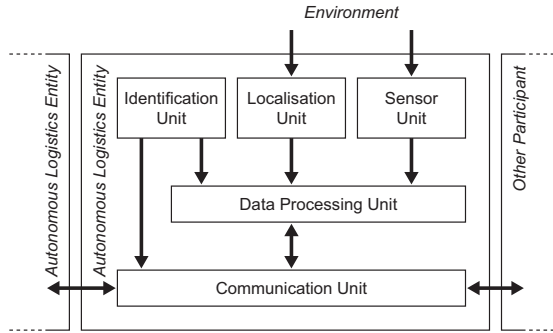 Environment
Autonomous Logistics Entity
Autonomous Logistics Entity
Identification
Unit
Localisation
Unit
Sensor
Unit
Other Participant
Data Processing Unit
Communication Unit